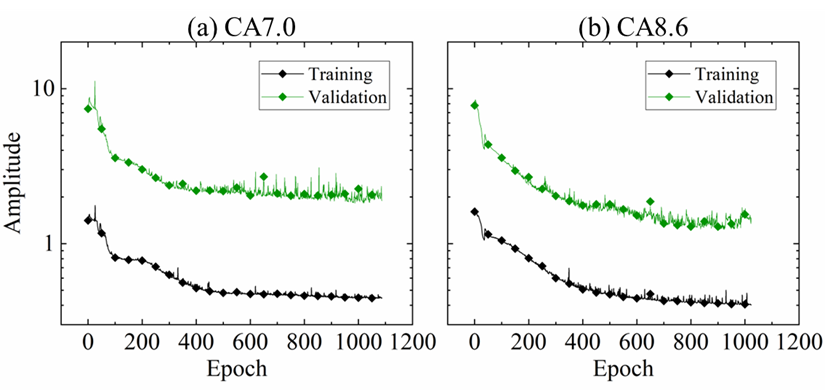 (a) CA7.0
(b) CA8.6
Training
Validation
Training
Validation
10
1
Amplitude
0 200 400 600 800 1000 1200
0 200 400 600 800 1000 1200
Epoch
Epoch